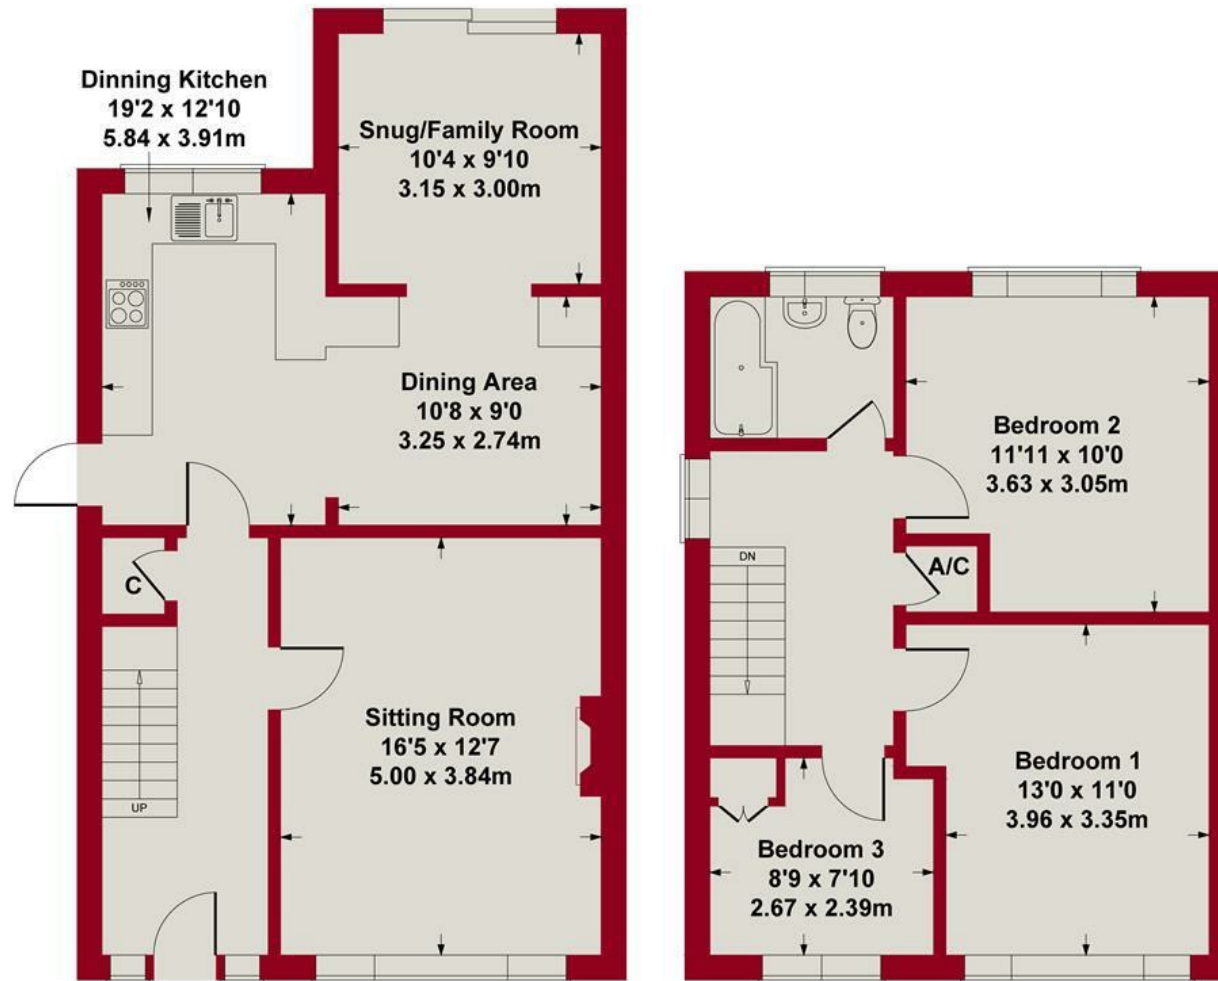 Dinning Kitchen
19'2 x 12'10
5.84 x 3.91m
Snug/Family Room
10'4 x 9'10
3.15 x 3.00m
Dining Area
10'8 x 9'0
3.25 x 2.74m
C
Sitting Room
16'5 x 12'7
5.00 x 3.84m
UP
Bedroom 2
11'11 x 10'0
3.63 x 3.05m
DN
A/C
Bedroom 1
13'0 x 11'0
3.96 x 3.35m
Bedroom 3
8'9 x 7'10
2.67 x 2.39m